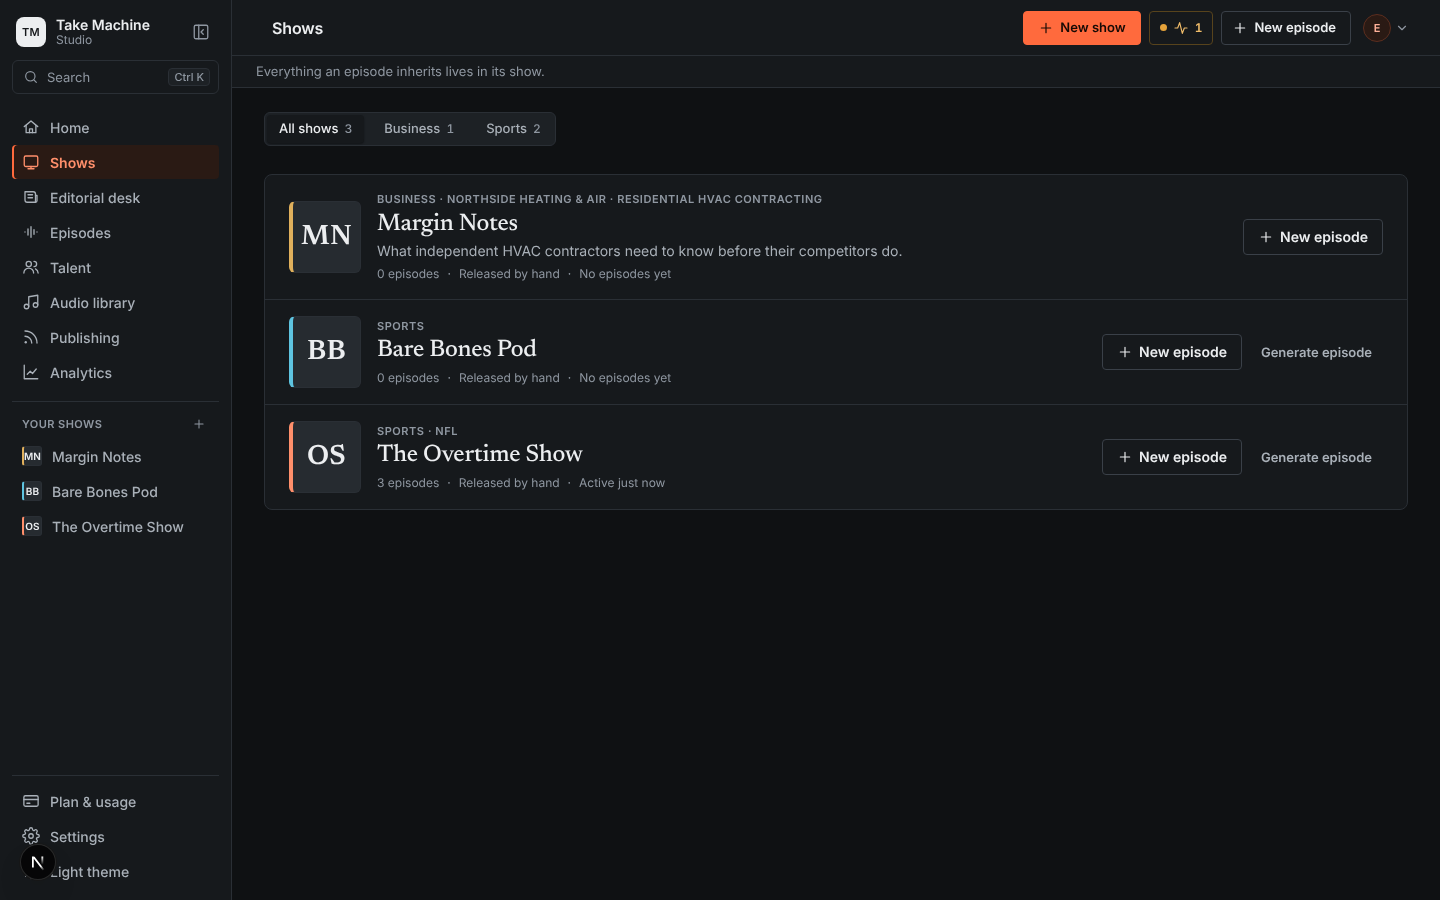 TM
Take Machine
Studio
Search
Ctrl K
Home
Shows
Editorial desk
Episodes
Talent
Audio library
Publishing
Analytics
YOUR SHOWS
MN Margin Notes
BB Bare Bones Pod
OS The Overtime Show
Plan & usage
Settings
N
Light theme
Shows
New show
1
New episode
E
Everything an episode inherits lives in its show.
All shows 3
Business 1
Sports 2
MN
BUSINESS · NORTHSIDE HEATING & AIR · RESIDENTIAL HVAC CONTRACTING
Margin Notes
What independent HVAC contractors need to know before their competitors do.
0 episodes · Released by hand · No episodes yet
New episode
BB
SPORTS
Bare Bones Pod
0 episodes · Released by hand · No episodes yet
New episode
Generate episode
OS
SPORTS · NFL
The Overtime Show
3 episodes · Released by hand · Active just now
New episode
Generate episode